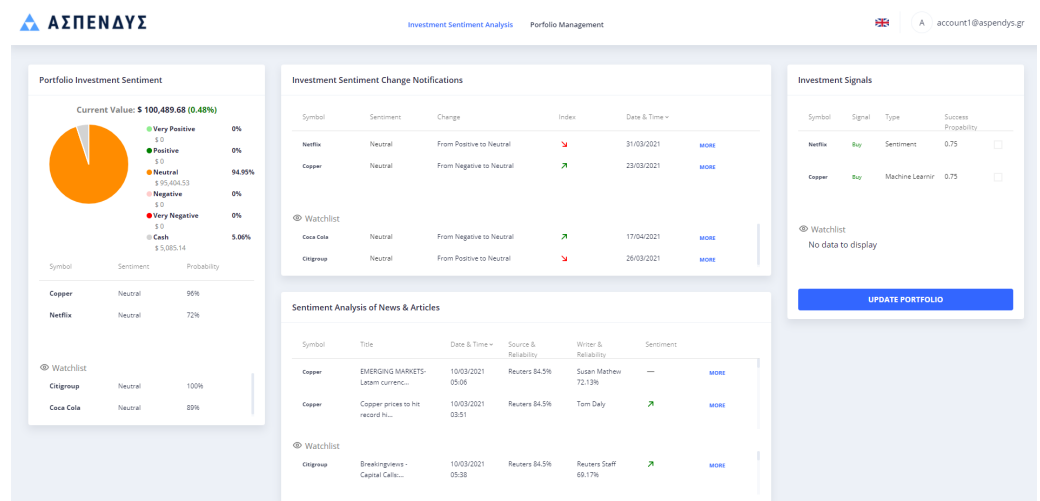 ΑΣΠΕΝΔΥΣ
Investment Sentiment Analysis Porfolio Management
A account1@aspendys.gr
Portfolio Investment Sentiment
Current Value: $ 100,489.68 (0.48%)
Very Positive 0%
$ 0
Positive 0%
$ 0
Neutral 94.95%
$ 95,404.53
Negative 0%
$ 0
Very Negative 0%
$ 0
Cash 5.06%
$ 5,085.14
Symbol Sentiment Probability
Copper Neutral 96%
Netflix Neutral 72%
Watchlist
Citigroup Neutral 100%
Coca Cola Neutral 89%
Investment Sentiment Change Notifications
Symbol Sentiment Change Index Date & Time
Netflix Neutral From Positive to Neutral 31/03/2021 MORE
Copper Neutral From Negative to Neutral 23/03/2021 MORE
Watchlist
Coca Cola Neutral From Negative to Neutral 17/04/2021 MORE
Citigroup Neutral From Positive to Neutral 26/03/2021 MORE
Sentiment Analysis of News & Articles
Symbol Title Date & Time Source & Writer & Sentiment
Reliability Reliability
Copper EMERGING MARKETS- 10/03/2021 Reuters 84.5% Susan Mathew — MORE
Latam currenc... 05:06 72.13%
Copper Copper prices to hit 10/03/2021 Reuters 84.5% Tom Daly MORE
record hi... 03:51
Watchlist
Citigroup Breakingviews - 10/03/2021 Reuters 84.5% Reuters Staff MORE
Capital Calls:... 05:38 69.17%
Investment Signals
Symbol Signal Type Success
Propability
Netflix Buy Sentiment 0.75
Copper Buy Machine Learnir 0.75
Watchlist
No data to display
UPDATE PORTFOLIO